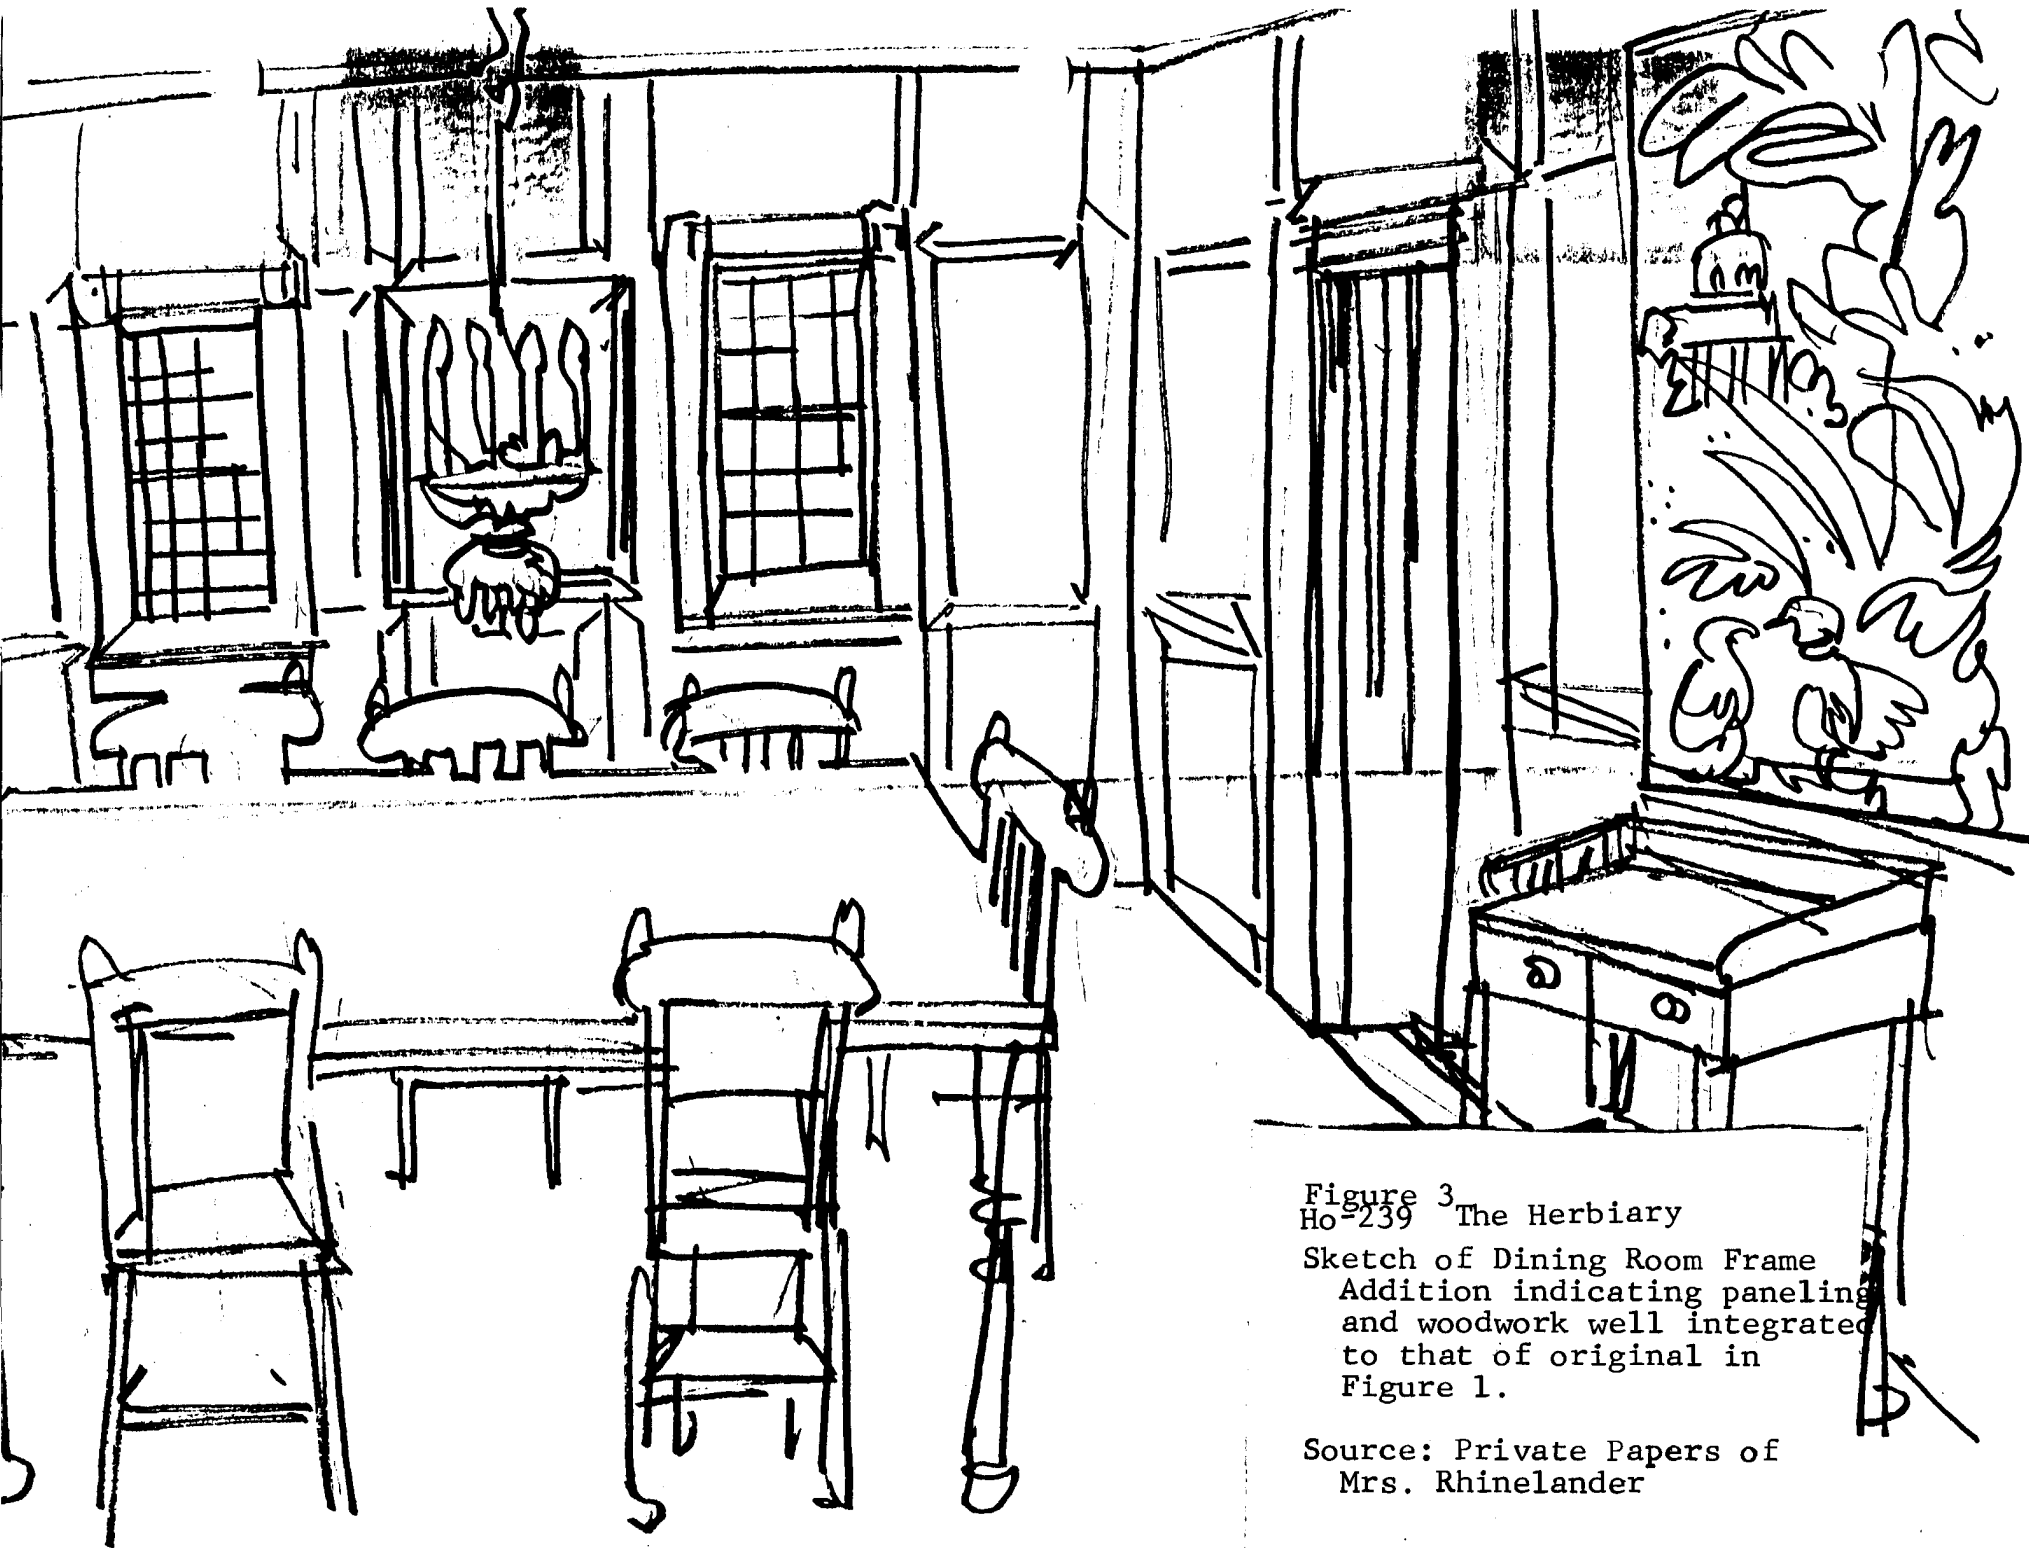 Figure 3
Ho-239 The Herbiary
Sketch of Dining Room Frame
Addition indicating paneling
and woodwork well integrated
to that of original in
Figure 1.
Source: Private Papers of
Mrs. Rhinelander